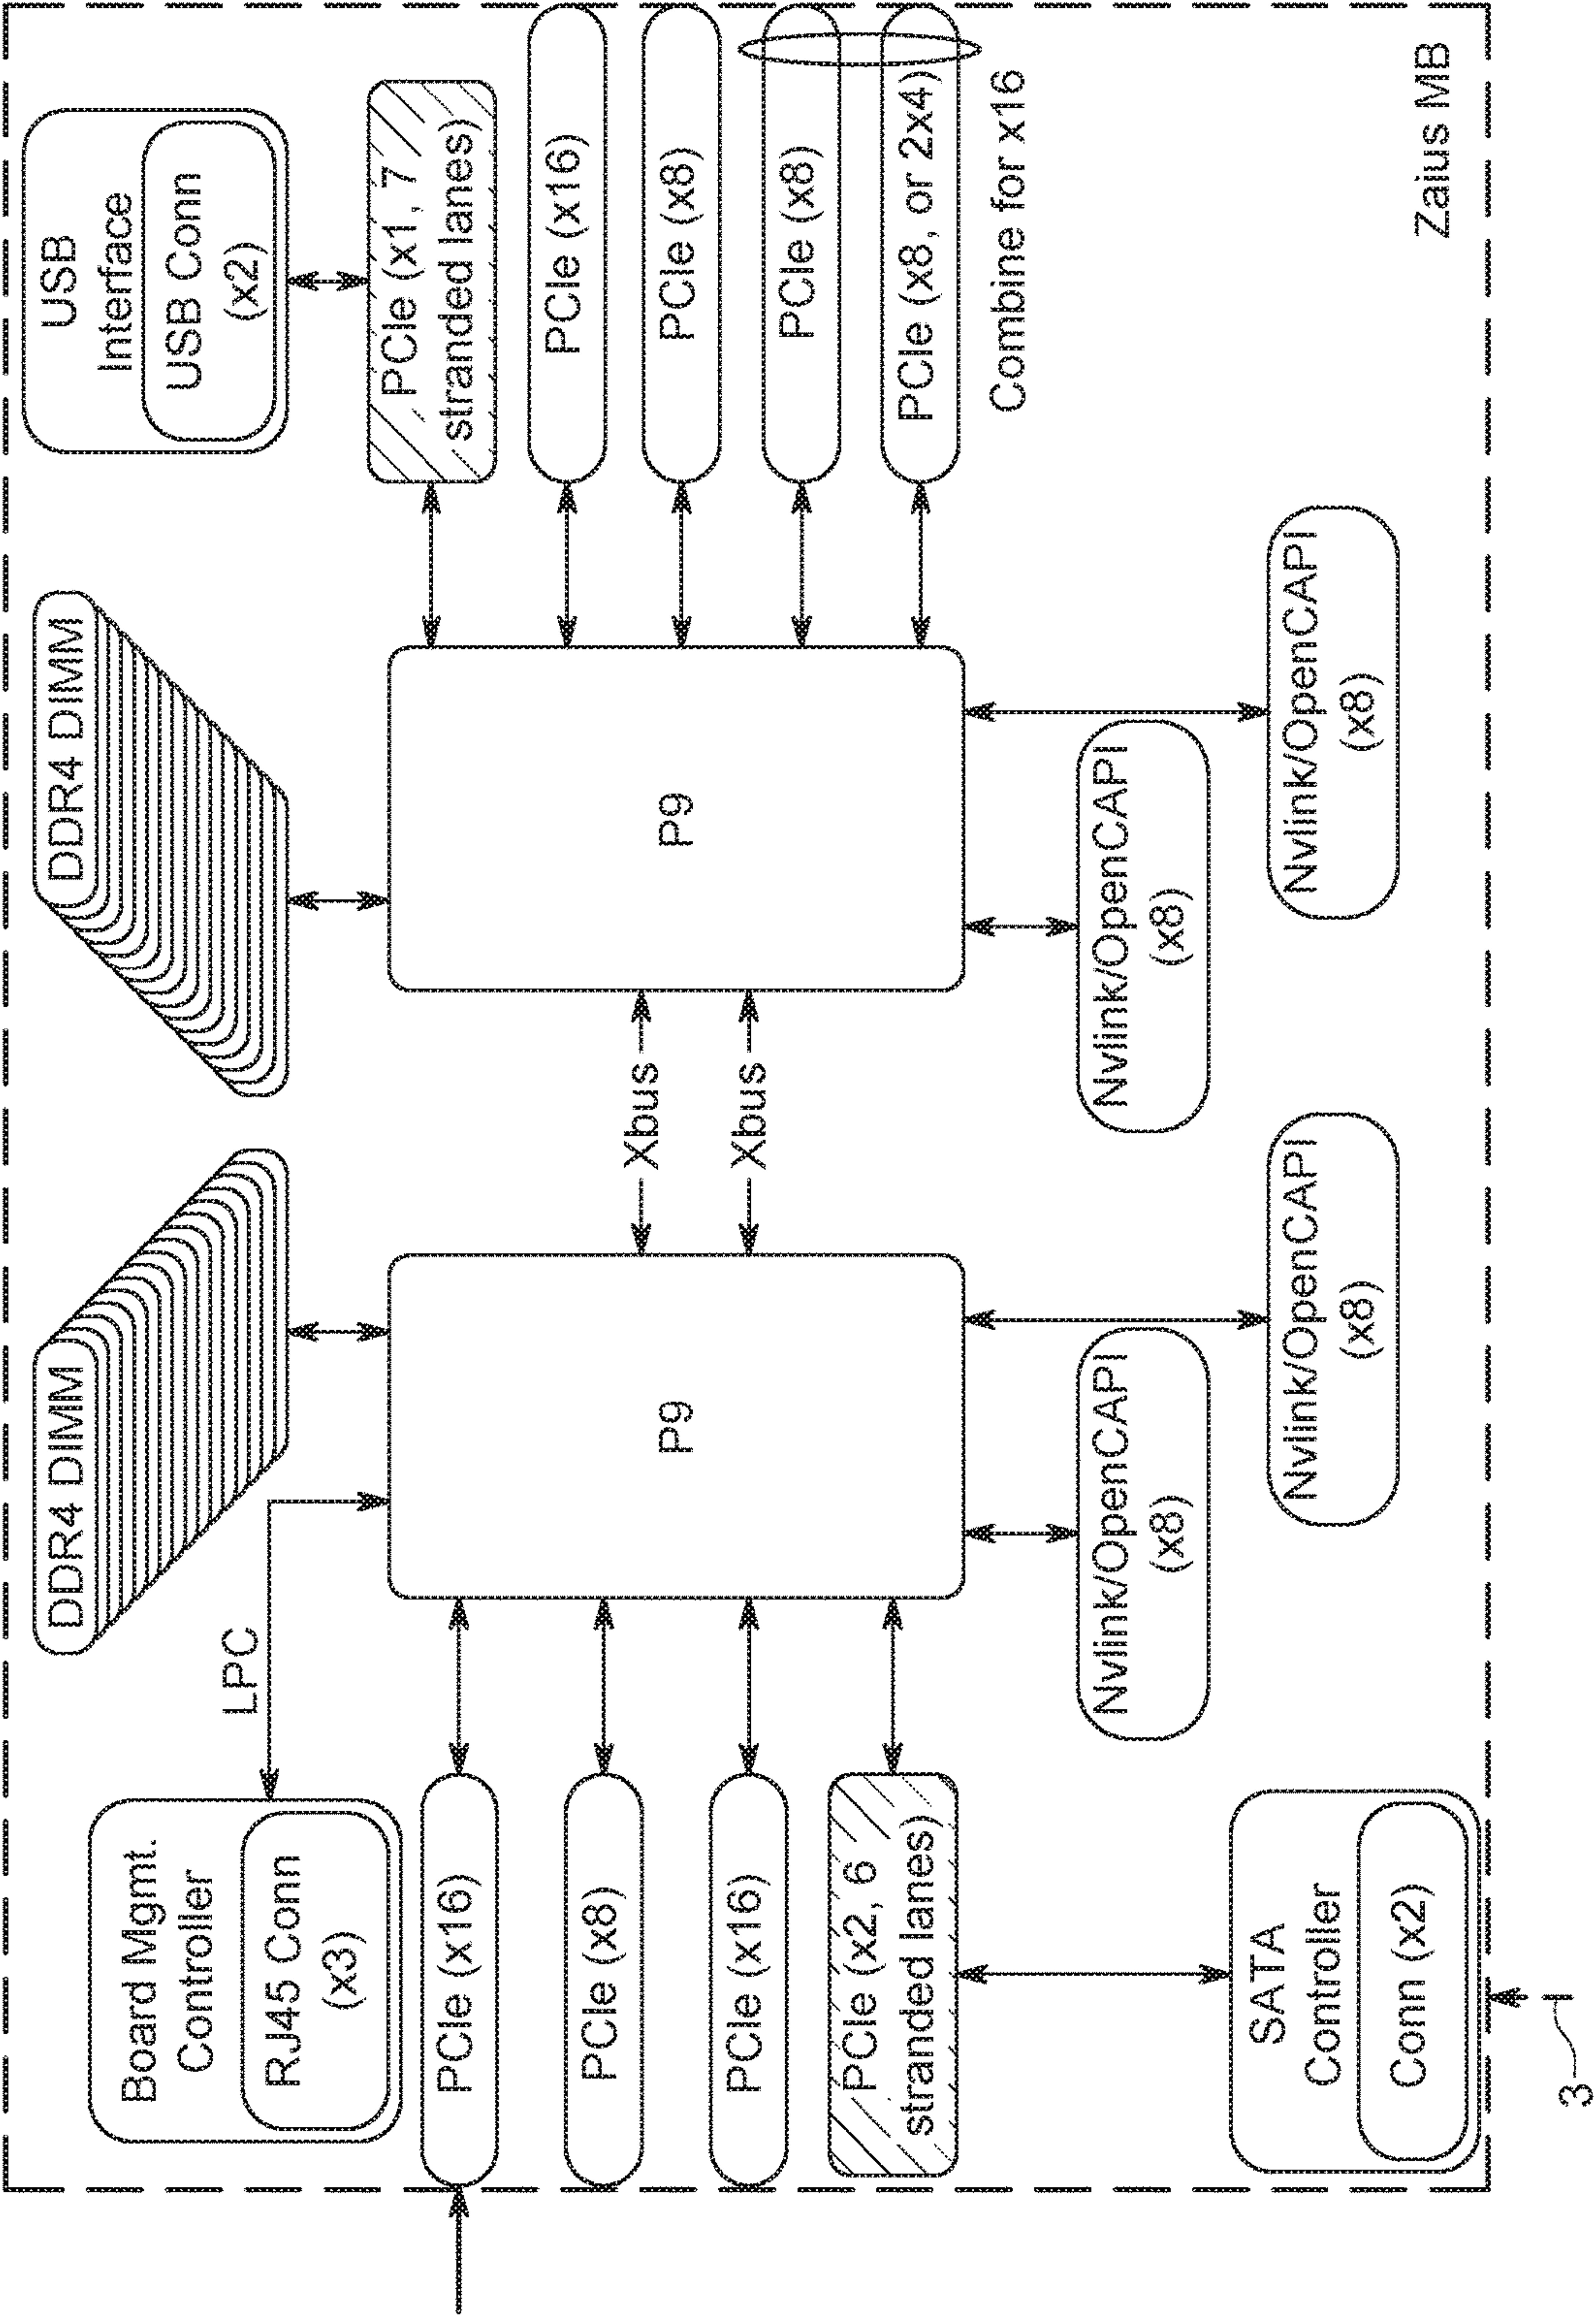 Board Mgmt.
Controller
RJ45 Conn
(x3)
LPC
DDR4 DIMM
DDR4 DIMM
USB
Interface
USB Conn
(x2)
PCIe (x16)
PCIe (x8)
PCIe (x16)
PCIe (x2, 6
stranded lanes)
P9
Xbus
Xbus
P9
PCIe (x1, 7
stranded lanes)
PCIe (x16)
PCIe (x8)
PCIe (x8)
PCIe (x8, or 2x4)
Combine for x16
Nvlink/OpenCAPI
(x8)
Nvlink/OpenCAPI
(x8)
Nvlink/OpenCAPI
(x8)
Nvlink/OpenCAPI
(x8)
SATA
Controller
Conn (x2)
Zaius MB
3